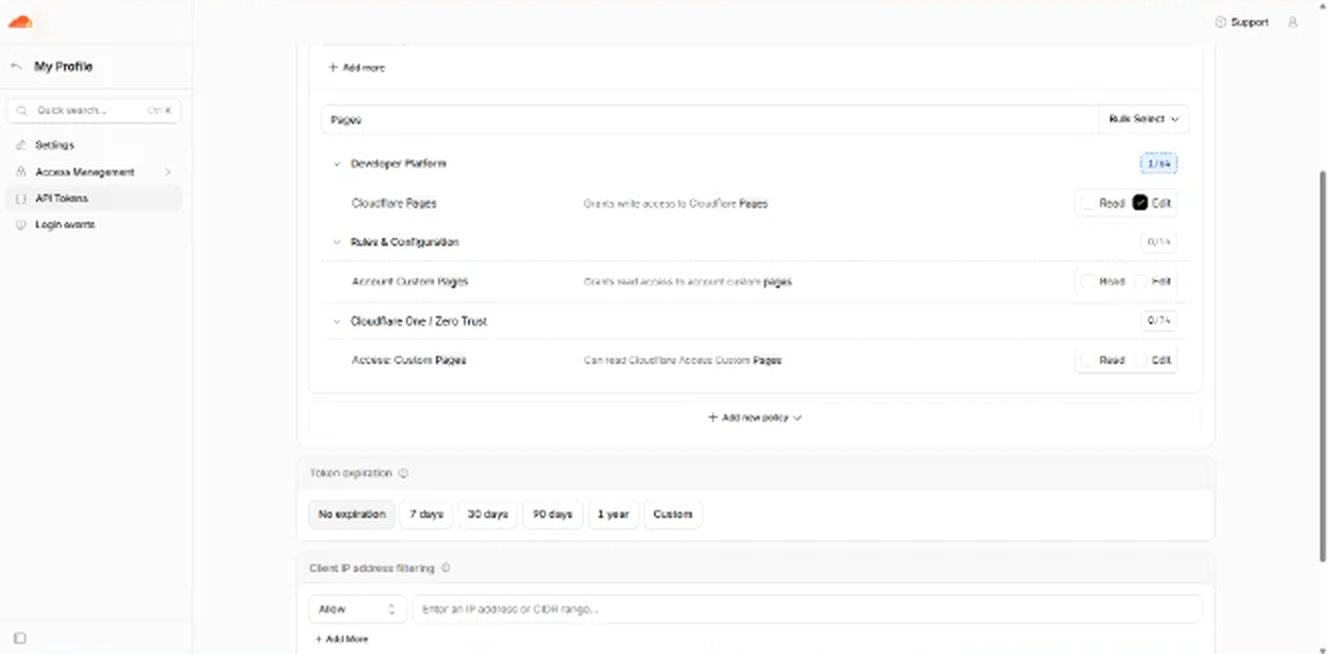 Support
My Profile
Quick search... Ctrl K
Settings
Access Management
API Tokens
Login events
+ Add more
Pages Bulk Select
Developer Platform 1/64
Cloudflare Pages Grants write access to Cloudflare Pages Read Edit
Rules & Configuration 0/14
Account Custom Pages Grants read access to account custom pages Read Edit
Cloudflare One / Zero Trust 0/74
Access: Custom Pages Can read Cloudflare Access Custom Pages Read Edit
+ Add new policy
Token expiration
No expiration 7 days 30 days 90 days 1 year Custom
Client IP address filtering
Allow Enter an IP address or CIDR range...
+ Add More